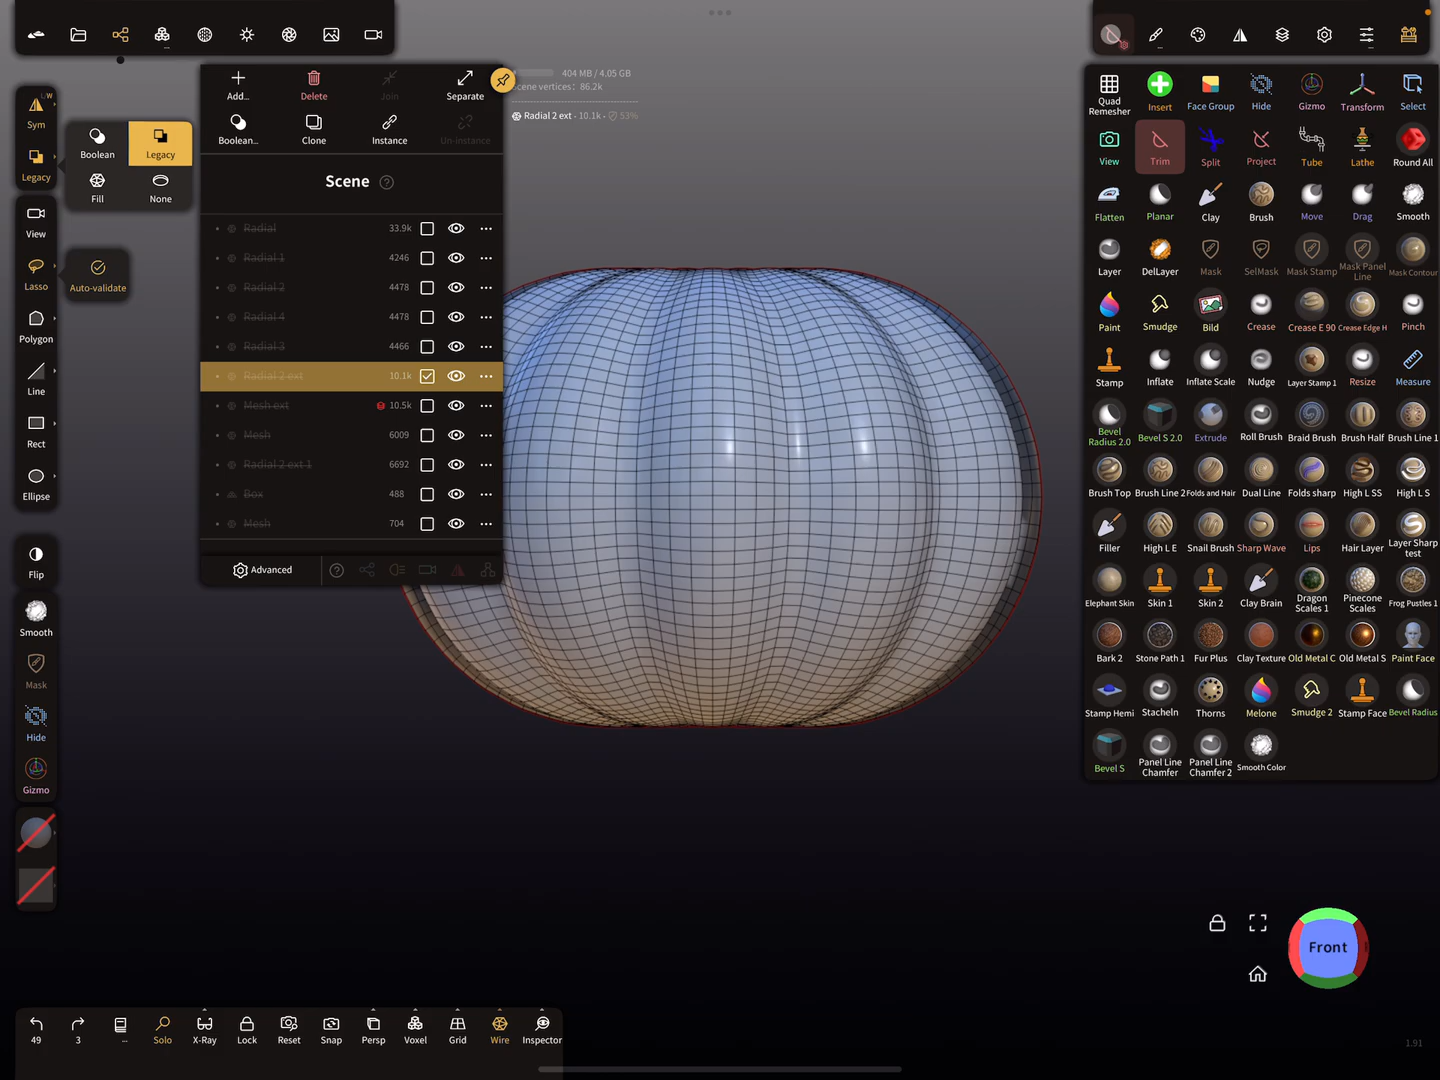 404 MB / 4.05 GB
Scene vertices: 86.2k
Radial 2 ext • 10.1k • 53%
Add...
Delete
Join
Separate
Boolean...
Clone
Instance
Un-instance
Scene
Radial 33.9k
Radial 1 4246
Radial 2 4478
Radial 4 4478
Radial 3 4466
Radial 2 ext 10.1k
Mesh ext 10.5k
Mesh 6009
Radial 2 ext 1 6692
Box 488
Mesh 704
Advanced
Sym
Legacy
Boolean
Legacy
Fill
None
View
Lasso
Auto-validate
Polygon
Line
Rect
Ellipse
Flip
Smooth
Mask
Hide
Gizmo
Quad Remesher
Insert
Face Group
Hide
Gizmo
Transform
Select
View
Trim
Split
Project
Tube
Lathe
Round All
Flatten
Planar
Clay
Brush
Move
Drag
Smooth
Layer
DelLayer
Mask
SelMask
Mask Stamp
Mask Panel Line
Mask Contour
Paint
Smudge
Bild
Crease
Crease E 90
Crease Edge H
Pinch
Stamp
Inflate
Inflate Scale
Nudge
Layer Stamp 1
Resize
Measure
Bevel Radius 2.0
Bevel S 2.0
Extrude
Roll Brush
Braid Brush
Brush Half
Brush Line 1
Brush Top
Brush Line 2
Folds and Hair
Dual Line
Folds sharp
High L SS
High L S
Filler
High L E
Snail Brush
Sharp Wave
Lips
Hair Layer
Layer Sharp test
Elephant Skin
Skin 1
Skin 2
Clay Brain
Dragon Scales 1
Pinecone Scales
Frog Pustles 1
Bark 2
Stone Path 1
Fur Plus
Clay Texture
Old Metal C
Old Metal S
Paint Face
Stamp Hemi
Stacheln
Thorns
Melone
Smudge 2
Stamp Face
Bevel Radius
Bevel S
Panel Line Chamfer
Panel Line Chamfer 2
Smooth Color
Front
49
3
...
Solo
X-Ray
Lock
Reset
Snap
Persp
Voxel
Grid
Wire
Inspector
1.91